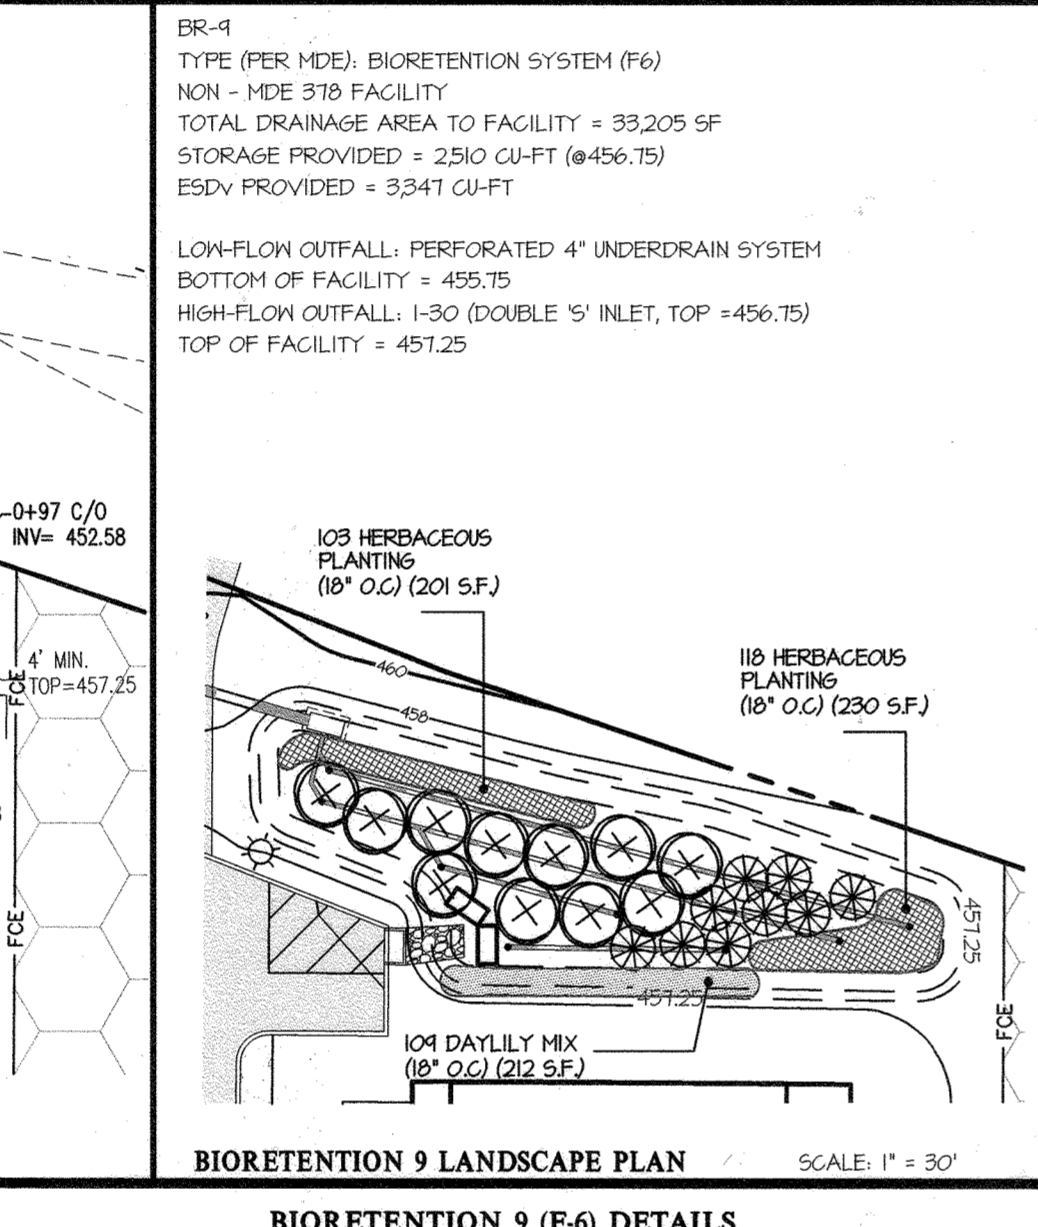 BR-9
TYPE (PER MDE): BIORETENTION SYSTEM (F6)
NON - MDE 378 FACILITY
TOTAL DRAINAGE AREA TO FACILITY = 33,205 SF
STORAGE PROVIDED = 2,510 CU-FT (@456.75)
ESDv PROVIDED = 3,347 CU-FT
LOW-FLOW OUTFALL: PERFORATED 4" UNDERDRAIN SYSTEM
BOTTOM OF FACILITY = 455.75
HIGH-FLOW OUTFALL: I-30 (DOUBLE 'S' INLET, TOP =456.75)
TOP OF FACILITY = 457.25
0+97 C/O
INV= 452.58
4' MIN.
TOP=457.25
FCE
FCE
103 HERBACEOUS
PLANTING
(18" O.C) (201 S.F.)
118 HERBACEOUS
PLANTING
(18" O.C) (230 S.F.)
460
458
457.25
457.25
FCE
109 DAYLILY MIX
(18" O.C) (212 S.F.)
BIORETENTION 9 LANDSCAPE PLAN
SCALE: 1" = 30'
BIORETENTION 9 (F-6) DETAILS